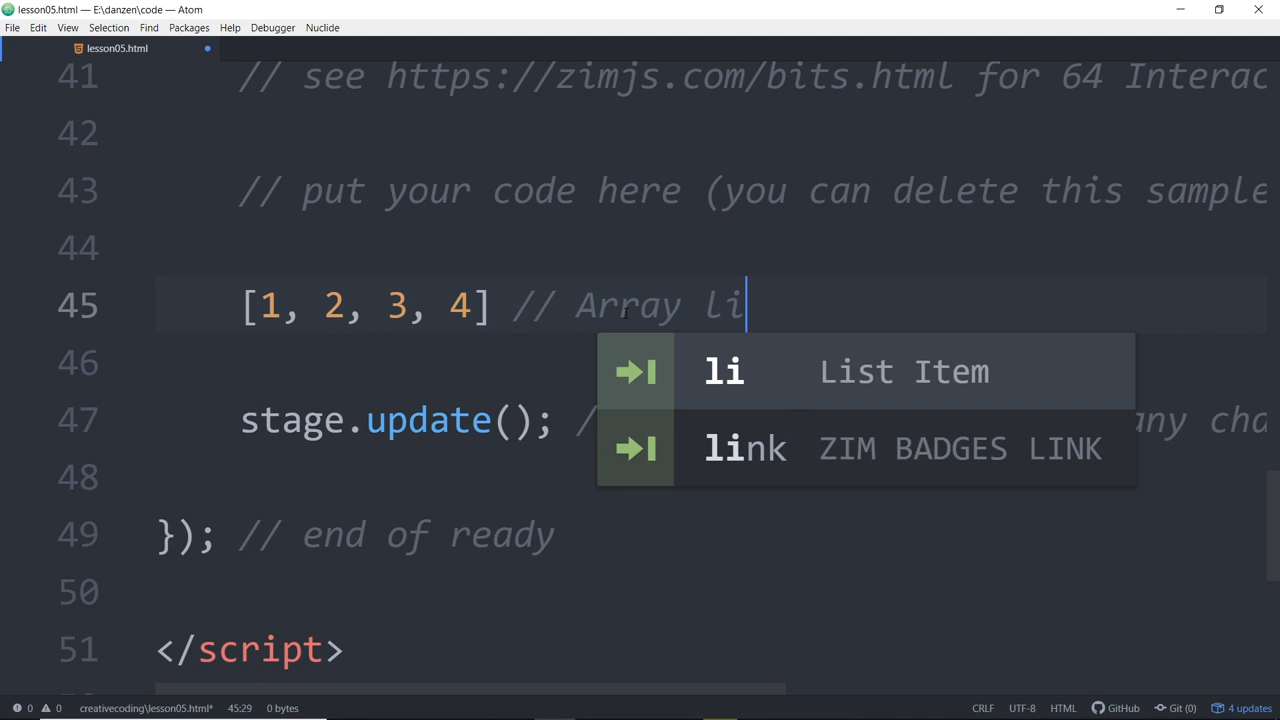 lesson05.html — E:\danzen\code — Atom
File Edit View Selection Find Packages Help Debugger Nuclide
lesson05.html
41 // see https://zimjs.com/bits.html for 64 Interac
42
43 // put your code here (you can delete this sample
44
45 [1, 2, 3, 4] // Array li
46
li List Item
47 stage.update(); / any cha
link ZIM BADGES LINK
48
49 }); // end of ready
50
51 </script>
0 0 creativecoding\lesson05.html* 45:29 0 bytes CRLF UTF-8 HTML GitHub Git (0) 4 updates